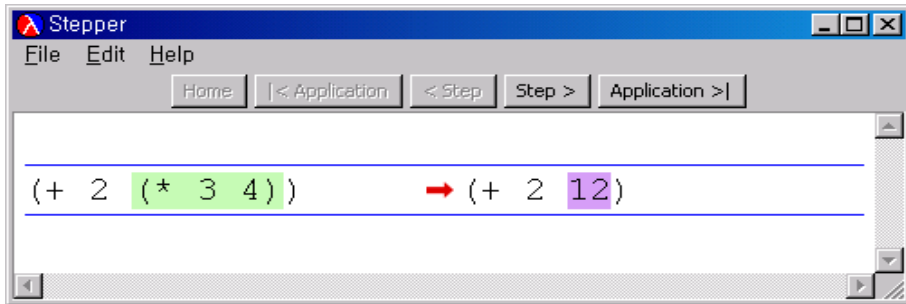 Stepper
File Edit Help
Home |< Application < Step Step > Application >|
(+ 2 (* 3 4)) (+ 2 12)